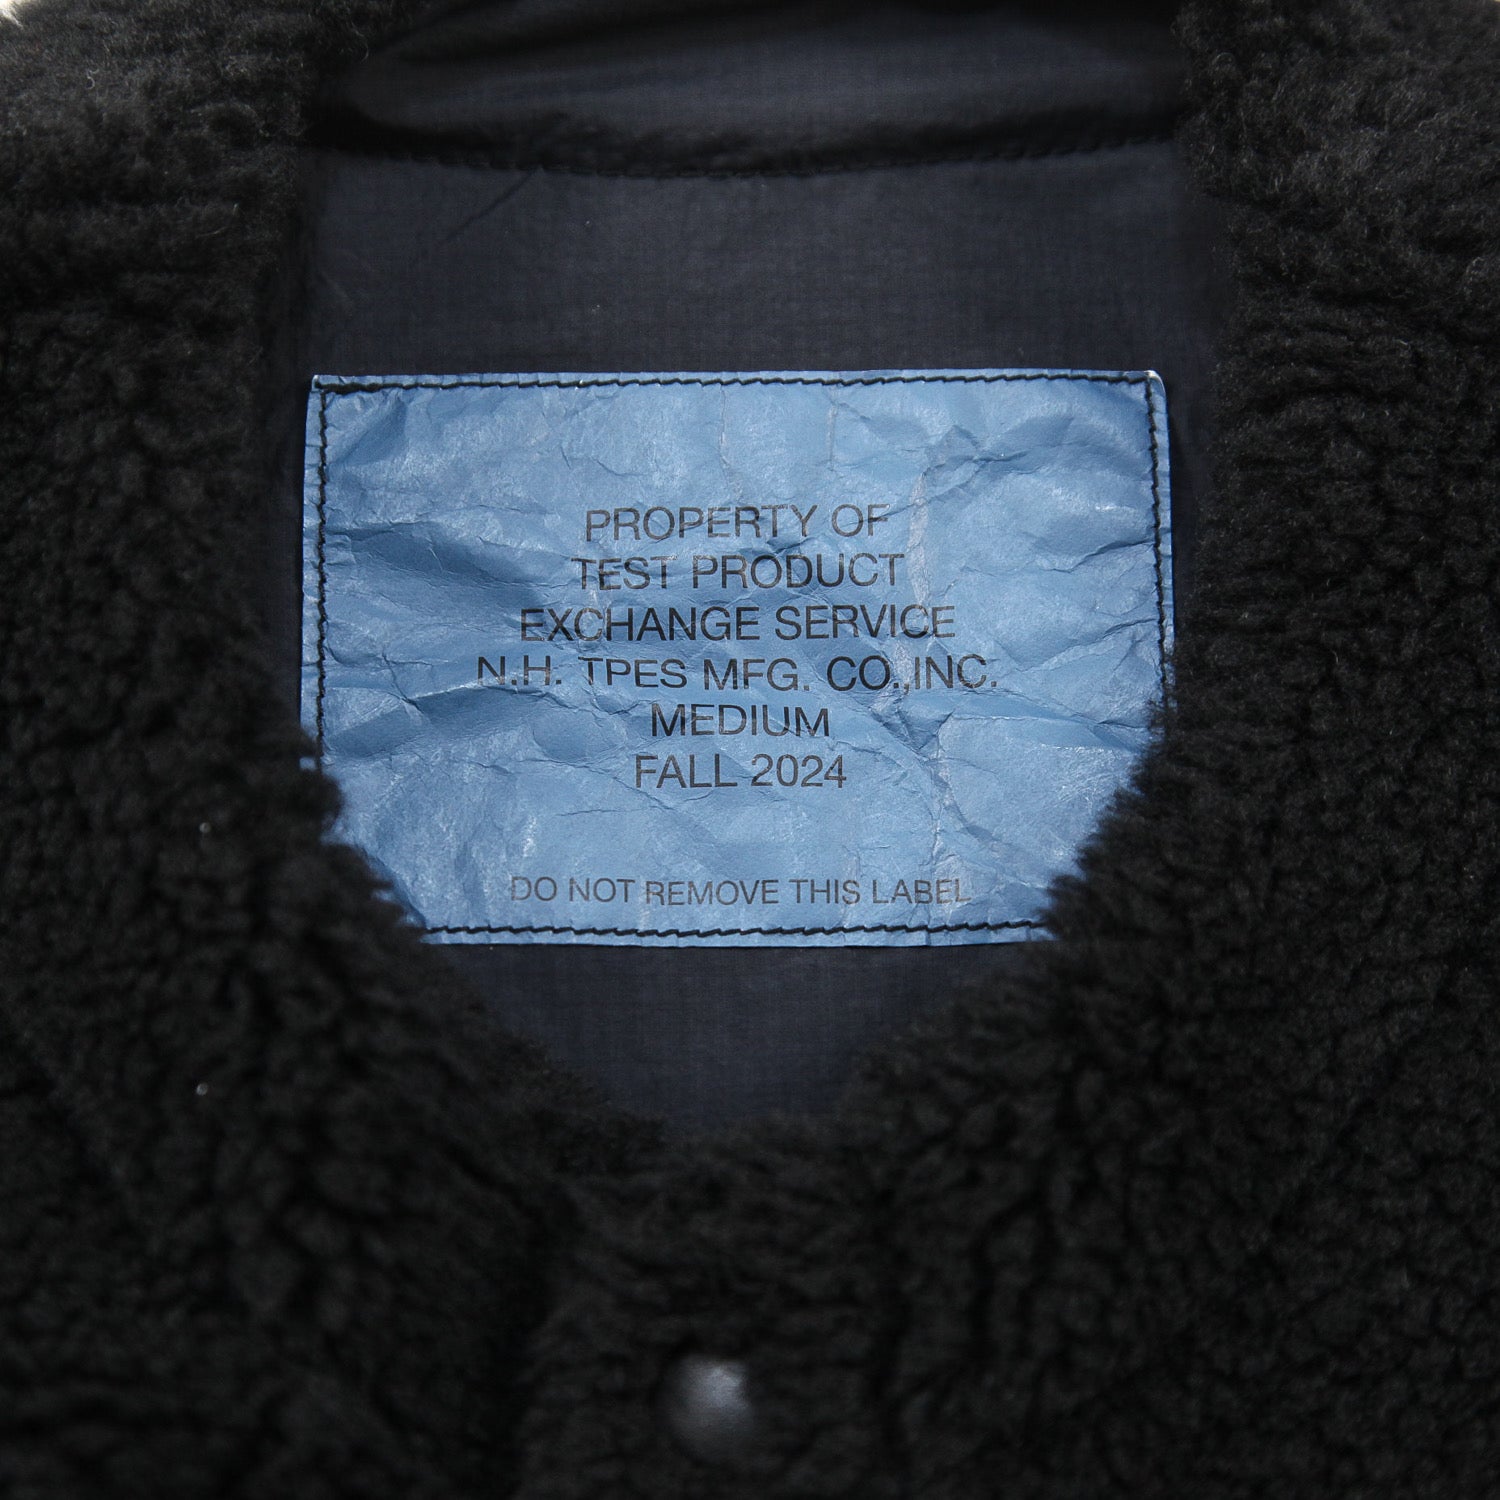 PROPERTY OF
TEST PRODUCT
EXCHANGE SERVICE
N.H. TPES MFG. CO.,INC.
MEDIUM
FALL 2024
DO NOT REMOVE THIS LABEL